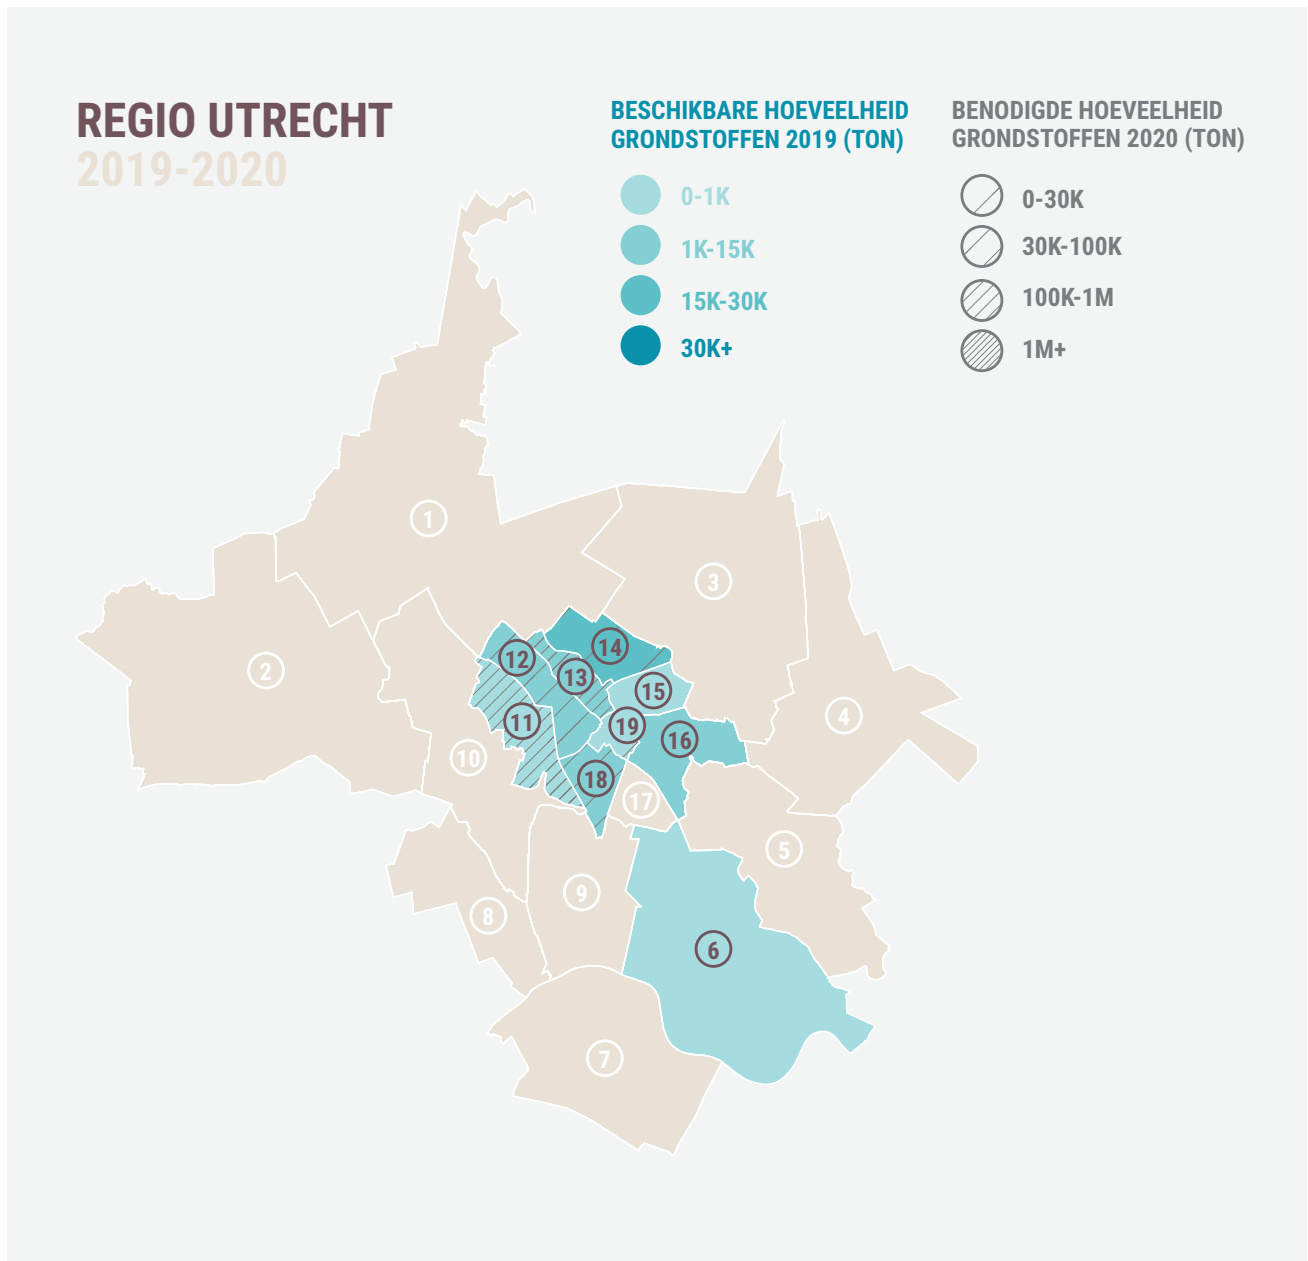 REGIO UTRECHT
2019-2020
BESCHIKBARE HOEVEELHEID
GRONDSTOFFEN 2019 (TON)
0-1K
1K-15K
15K-30K
30K+
BENODIGDE HOEVEELHEID
GRONDSTOFFEN 2020 (TON)
0-30K
30K-100K
100K-1M
1M+
1
3
14
12
2
13
15
4
11
19
16
10
18
17
5
9
8
6
7